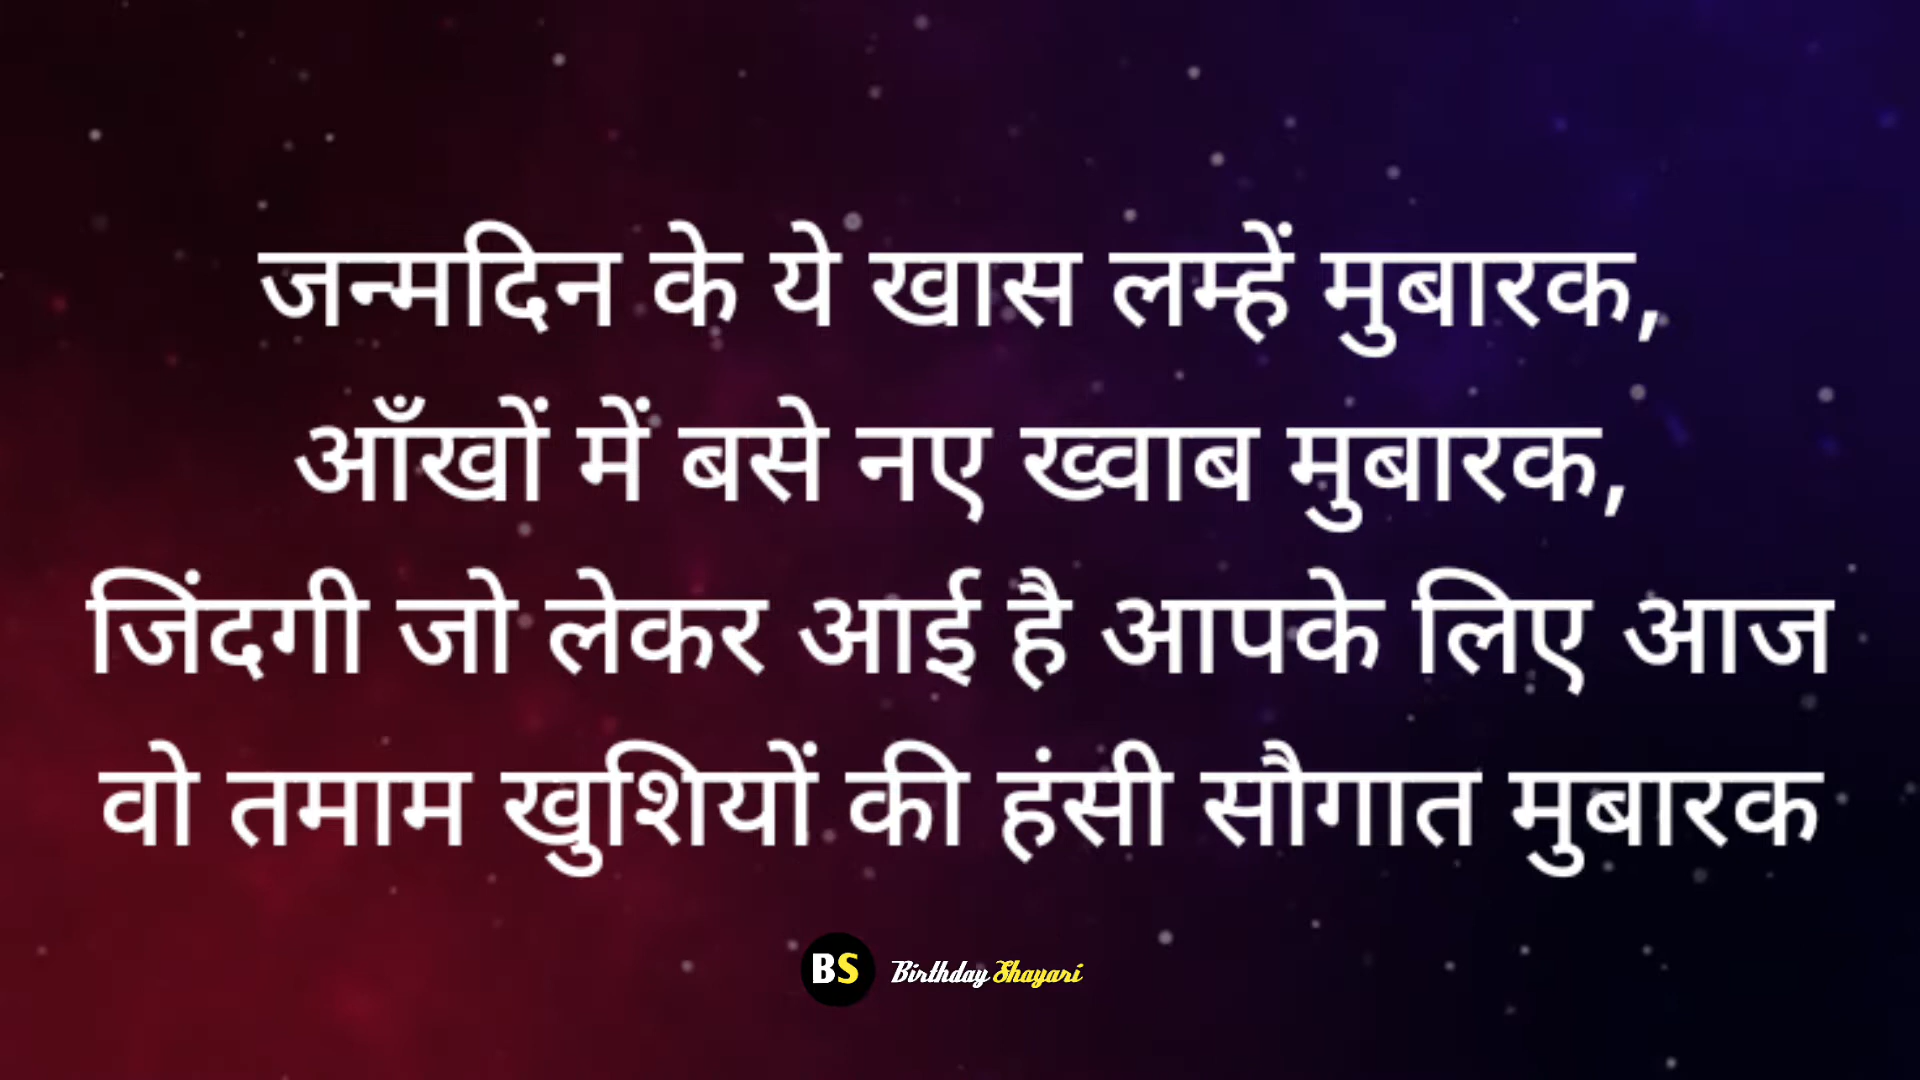 जन्मदिन के ये खास लम्हें मुबारक,
आँखों में बसे नए ख्वाब मुबारक,
जिंदगी जो लेकर आई है आपके लिए आज
वो तमाम खुशियों की हंसी सौगात मुबारक
BS Birthday Shayari